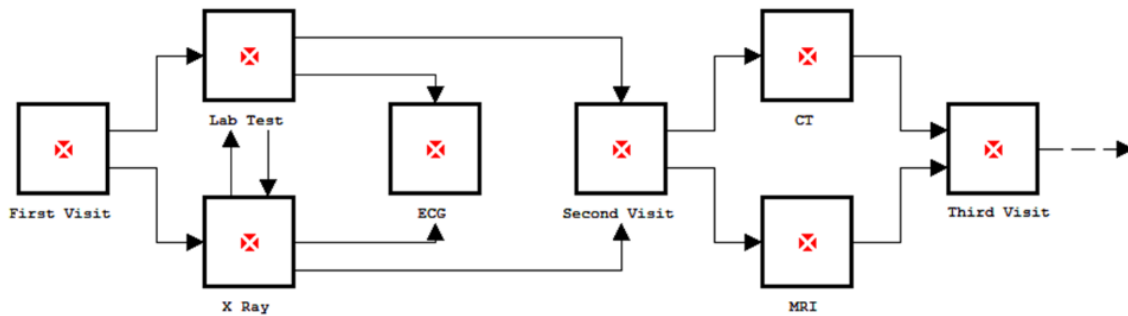 First Visit
Lab Test
X Ray
ECG
Second Visit
CT
MRI
Third Visit